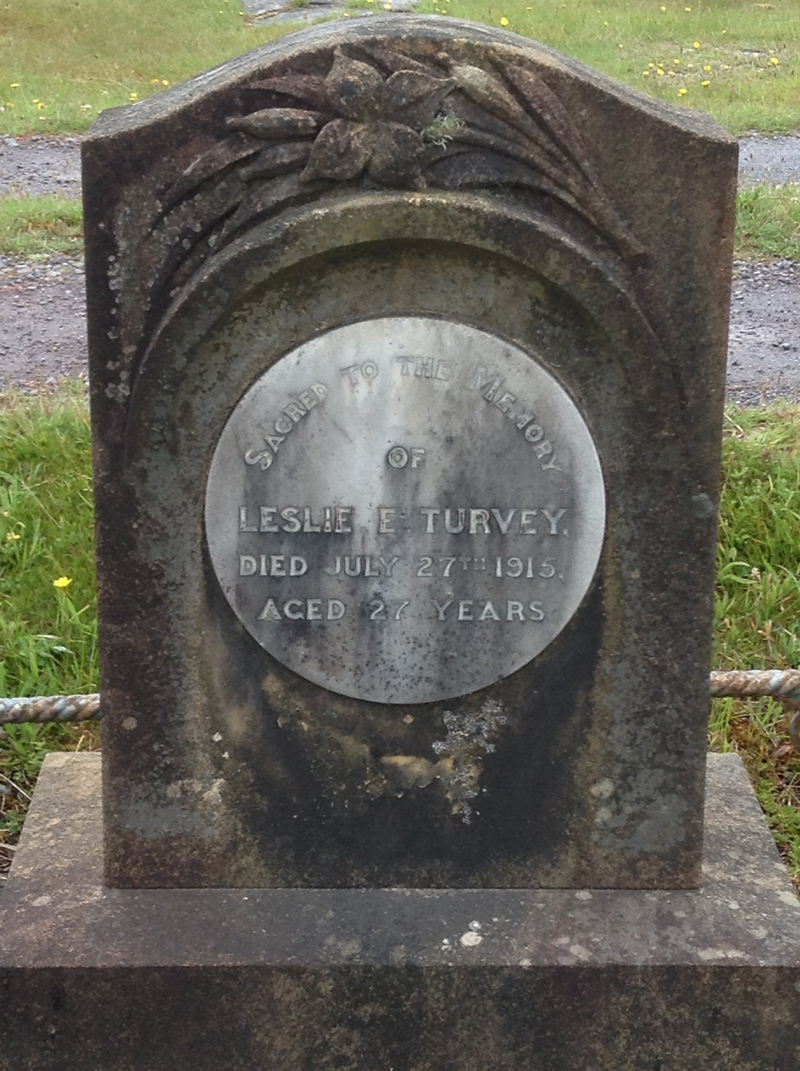 SACRED TO THE MEMORY
OF
LESLIE E. TURVEY.
DIED JULY 27TH 1915.
AGED 27 YEARS.